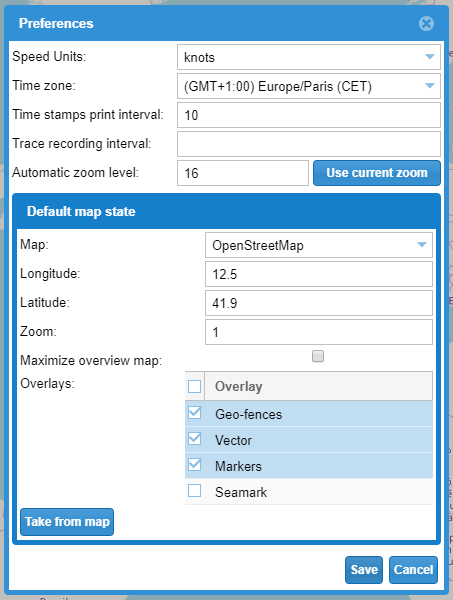 Preferences
Speed Units: knots
Time zone: (GMT+1:00) Europe/Paris (CET)
Time stamps print interval: 10
Trace recording interval:
Automatic zoom level: 16 Use current zoom
Default map state
Map: OpenStreetMap
Longitude: 12.5
Latitude: 41.9
Zoom: 1
Maximize overview map:
Overlays: Overlay
Geo-fences
Vector
Markers
Seamark
Take from map
Save Cancel